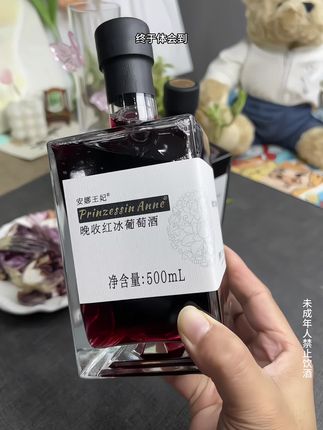 终于体会到
安娜王妃®
Prinzessin Anne®
晚收红冰葡萄酒
净含量:500mL
未成年人禁止饮酒